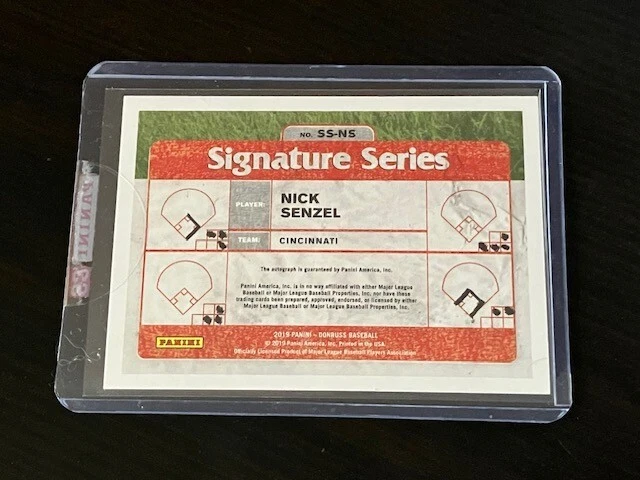 NO. SS-NS
Signature Series
PLAYER:
NICK
SENZEL
TEAM:
CINCINNATI
The autograph is guaranteed by Panini America, Inc.
Panini America, Inc. is in no way affiliated with either Major League
Baseball or Major League Baseball Properties, Inc. nor have these
trading cards been prepared, approved, endorsed, or licensed by either
Major League Baseball or Major League Baseball Properties, Inc.
2019 PANINI – DONRUSS BASEBALL
© 2019 Panini America, Inc. Printed in the USA.
Officially Licensed Product of Major League Baseball Players Association
PANINI
PANINI